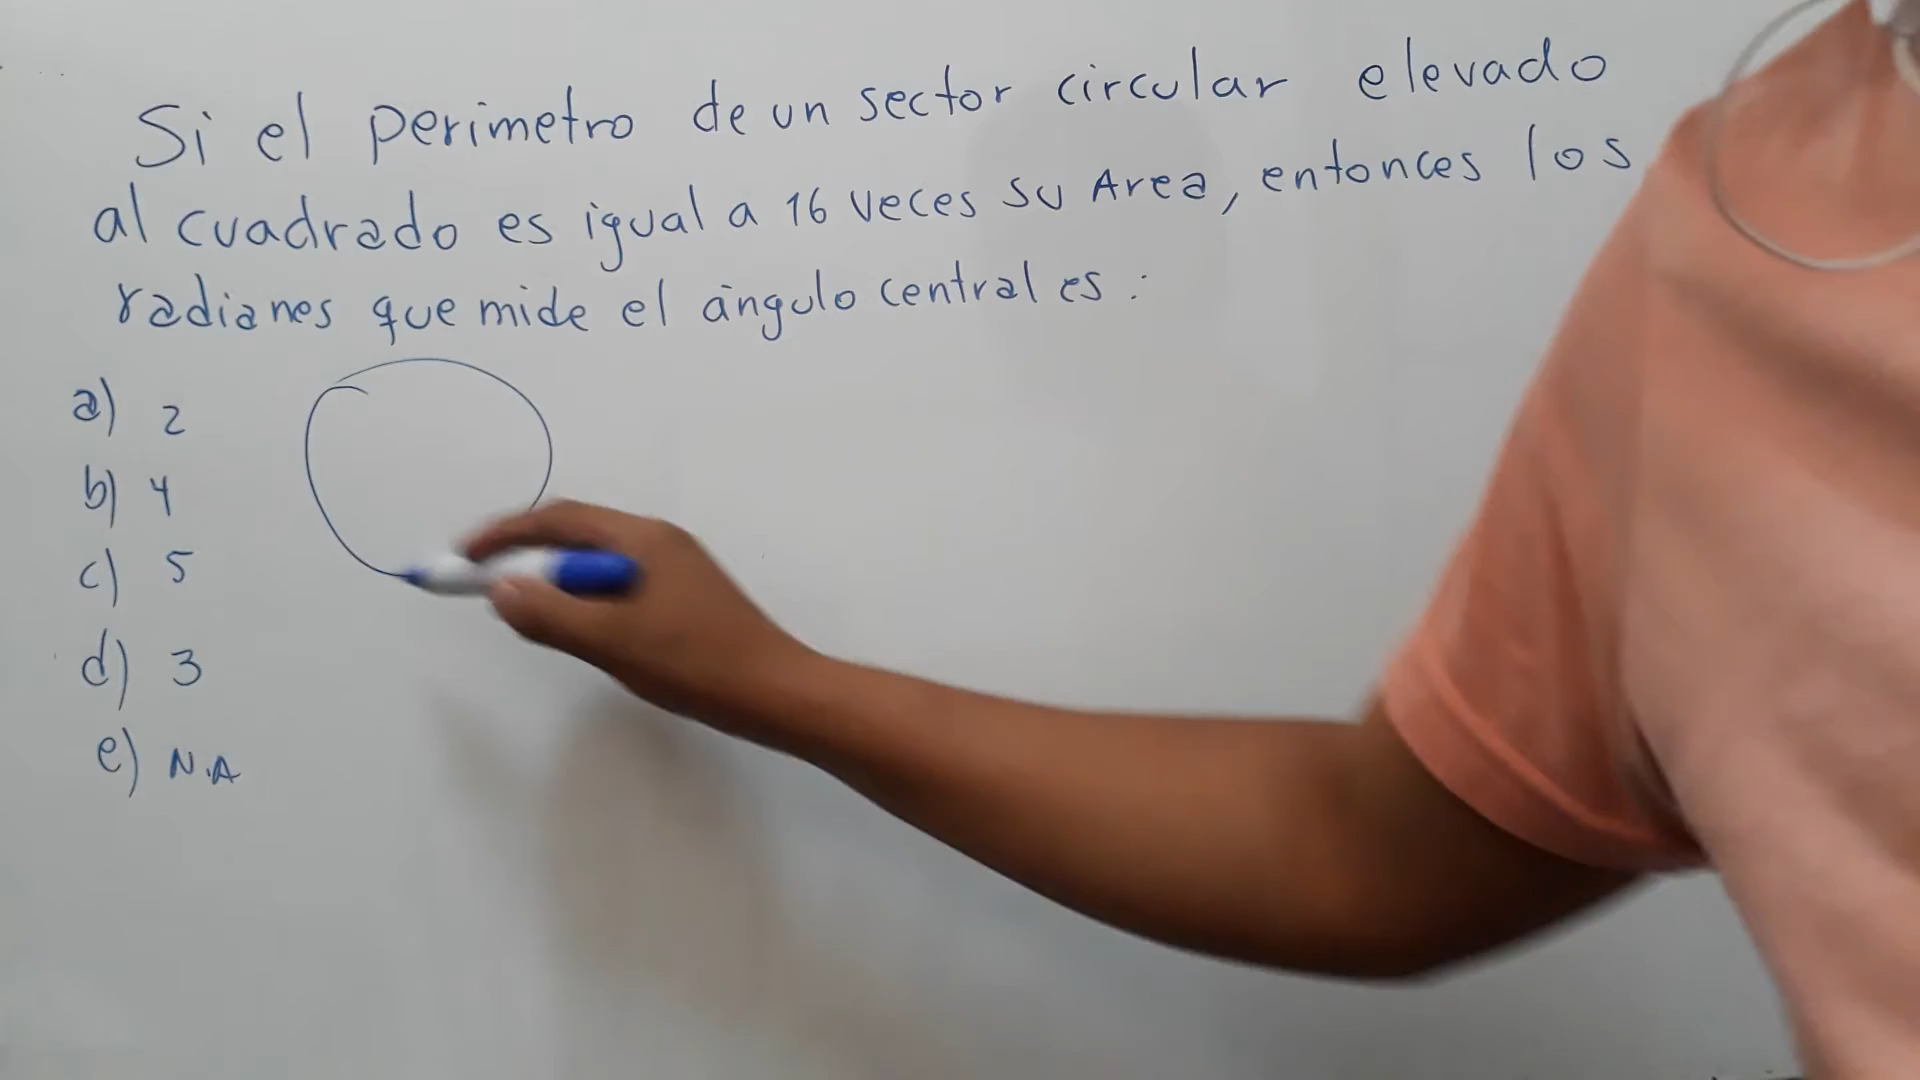 Si el perimetro de un sector circular elevado
al cuadrado es igual a 16 veces su Area, entonces los
radianes que mide el ángulo central es :
a) 2
b) 4
c) 5
d) 3
e) N.A